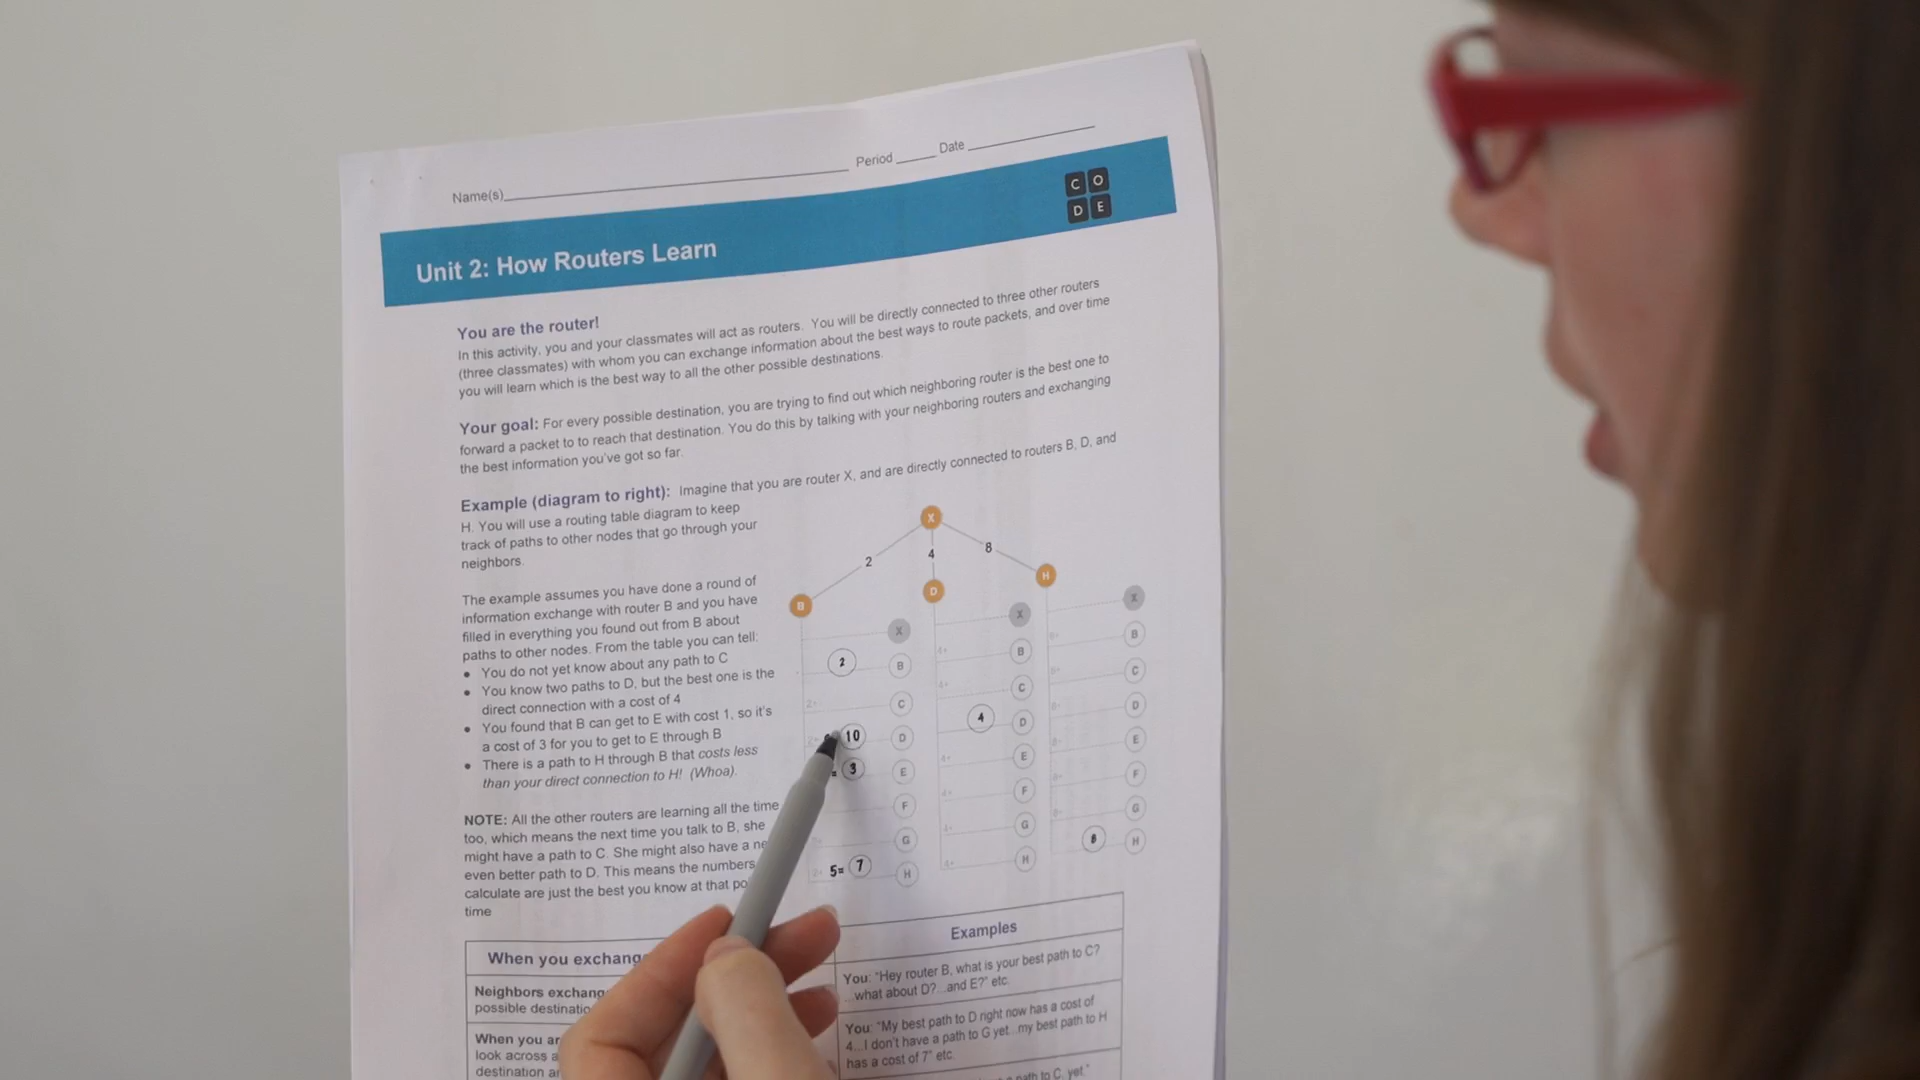 Name(s) Period Date
C O
D E
Unit 2: How Routers Learn
You are the router!
In this activity, you and your classmates will act as routers. You will be directly connected to three other routers
(three classmates) with whom you can exchange information about the best ways to route packets, and over time
you will learn which is the best way to all the other possible destinations.
Your goal: For every possible destination, you are trying to find out which neighboring router is the best one to
forward a packet to to reach that destination. You do this by talking with your neighboring routers and exchanging
the best information you've got so far.
Example (diagram to right): Imagine that you are router X, and are directly connected to routers B, D, and
H. You will use a routing table diagram to keep
track of paths to other nodes that go through your
neighbors.
The example assumes you have done a round of
information exchange with router B and you have
filled in everything you found out from B about
paths to other nodes. From the table you can tell:
• You do not yet know about any path to C
• You know two paths to D, but the best one is the
direct connection with a cost of 4
• You found that B can get to E with cost 1, so it's
a cost of 3 for you to get to E through B
• There is a path to H through B that costs less
than your direct connection to H! (Whoa).
NOTE: All the other routers are learning all the time
too, which means the next time you talk to B, she
might have a path to C. She might also have a
even better path to D. This means the numbers
calculate are just the best you know at that
time
X
2 4 8
B D H
X X X
2 B B B
2+ C 4+ C C
10 D 4 D D
= 3 E 4+ E E
F 4+ F F
G 4+ G G
2+ 5= 7 H 4+ H 8 H
When you
Examples
Neighbors
possible
You: "Hey router B, what is your best path to C?
...what about D?...and E?" etc.
When you
look across
destination
You: "My best path to D right now has a cost of
4...I don't have a path to G yet...my best path to H
has a cost of 7" etc.
path to C, yet."